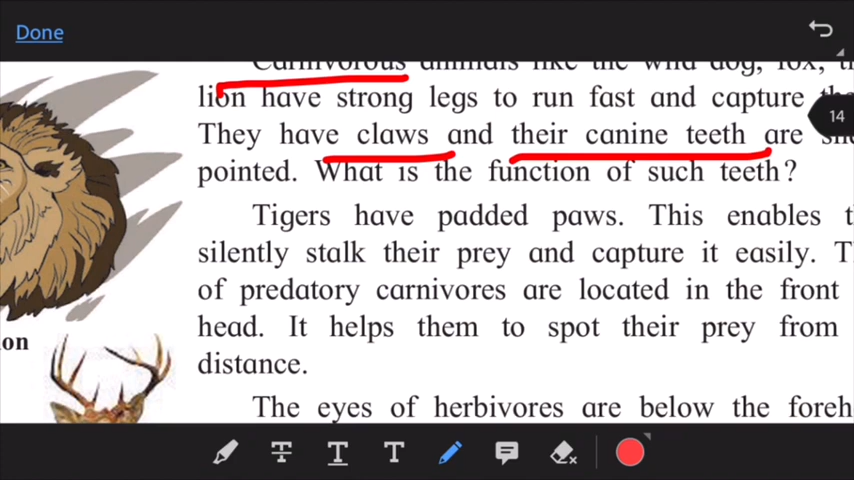 Done
Carnivorous animals like the wild dog, fox,
lion have strong legs to run fast and capture
14
They have claws and their canine teeth are
pointed. What is the function of such teeth?
Tigers have padded paws. This enables
silently stalk their prey and capture it easily.
of predatory carnivores are located in the front
head. It helps them to spot their prey from
on
distance.
The eyes of herbivores are below the
T T T